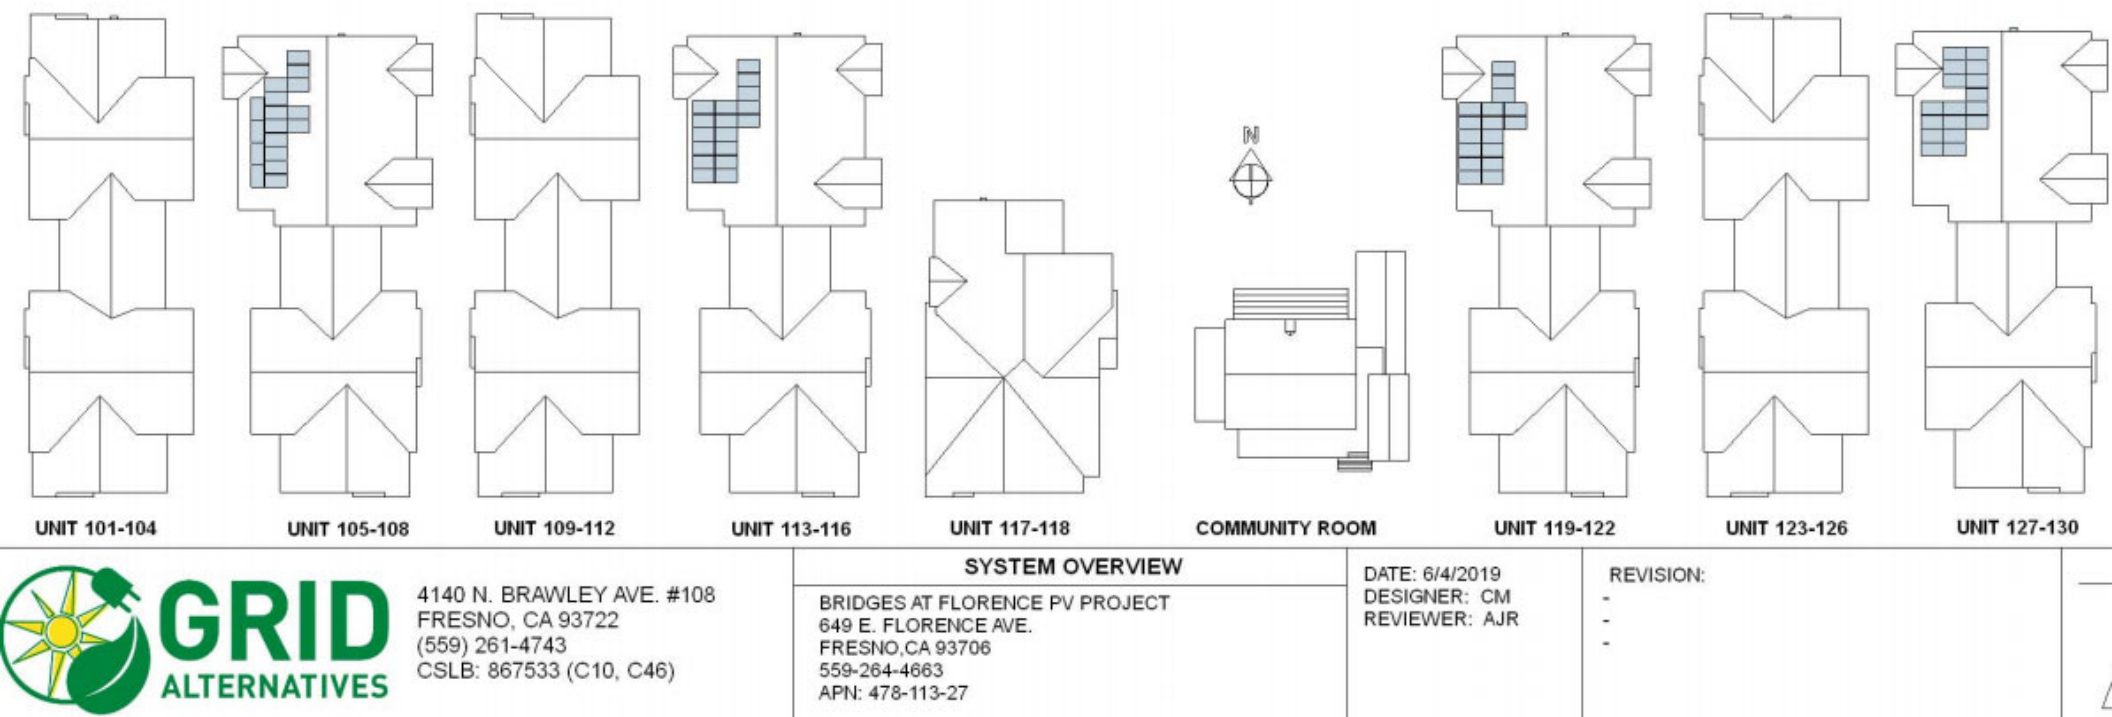 N
UNIT 101-104
UNIT 105-108
UNIT 109-112
UNIT 113-116
UNIT 117-118
COMMUNITY ROOM
UNIT 119-122
UNIT 123-126
UNIT 127-130
GRID
ALTERNATIVES
4140 N. BRAWLEY AVE. #108
FRESNO, CA 93722
(559) 261-4743
CSLB: 867533 (C10, C46)
SYSTEM OVERVIEW
BRIDGES AT FLORENCE PV PROJECT
649 E. FLORENCE AVE.
FRESNO,CA 93706
559-264-4663
APN: 478-113-27
DATE: 6/4/2019
DESIGNER: CM
REVIEWER: AJR
REVISION:
-
-
-